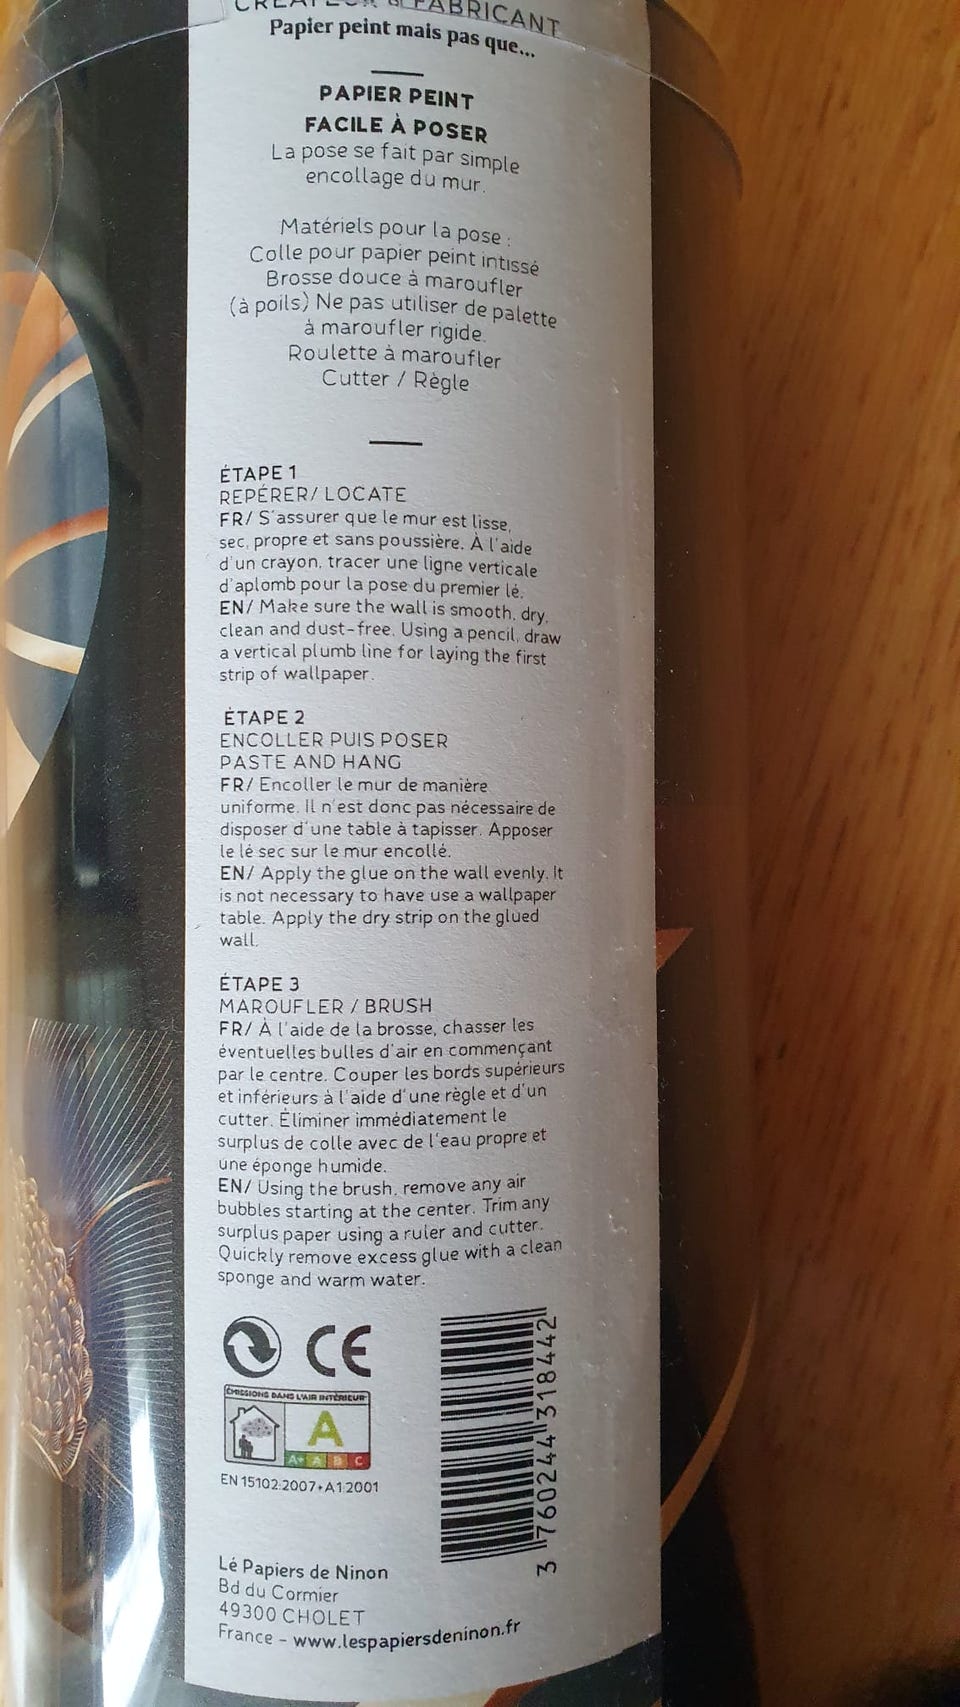 CRÉATEUR & FABRICANT
Papier peint mais pas que...
PAPIER PEINT
FACILE À POSER
La pose se fait par simple
encollage du mur.
Matériels pour la pose :
Colle pour papier peint intissé
Brosse douce à maroufler
(à poils) Ne pas utiliser de palette
à maroufler rigide.
Roulette à maroufler
Cutter / Règle
ÉTAPE 1
REPÉRER/ LOCATE
FR/ S'assurer que le mur est lisse,
sec, propre et sans poussière. À l'aide
d'un crayon, tracer une ligne verticale
d'aplomb pour la pose du premier lé.
EN/ Make sure the wall is smooth, dry,
clean and dust-free. Using a pencil, draw
a vertical plumb line for laying the first
strip of wallpaper.
ÉTAPE 2
ENCOLLER PUIS POSER
PASTE AND HANG
FR/ Encoller le mur de manière
uniforme. Il n'est donc pas nécessaire de
disposer d'une table à tapisser. Apposer
le lé sec sur le mur encollé.
EN/ Apply the glue on the wall evenly. It
is not necessary to have use a wallpaper
table. Apply the dry strip on the glued
wall.
ÉTAPE 3
MAROUFLER / BRUSH
FR/ À l'aide de la brosse, chasser les
éventuelles bulles d'air en commençant
par le centre. Couper les bords supérieurs
et inférieurs à l'aide d'une règle et d'un
cutter. Éliminer immédiatement le
surplus de colle avec de l'eau propre et
une éponge humide.
EN/ Using the brush, remove any air
bubbles starting at the center. Trim any
surplus paper using a ruler and cutter.
Quickly remove excess glue with a clean
sponge and warm water.
CE
ÉMISSIONS DANS L'AIR INTÉRIEUR
A
A+ A B C
EN 15102:2007+A1:2001
3 760244 318442
Lé Papiers de Ninon
Bd du Cormier
49300 CHOLET
France - www.lespapiersdeninon.fr